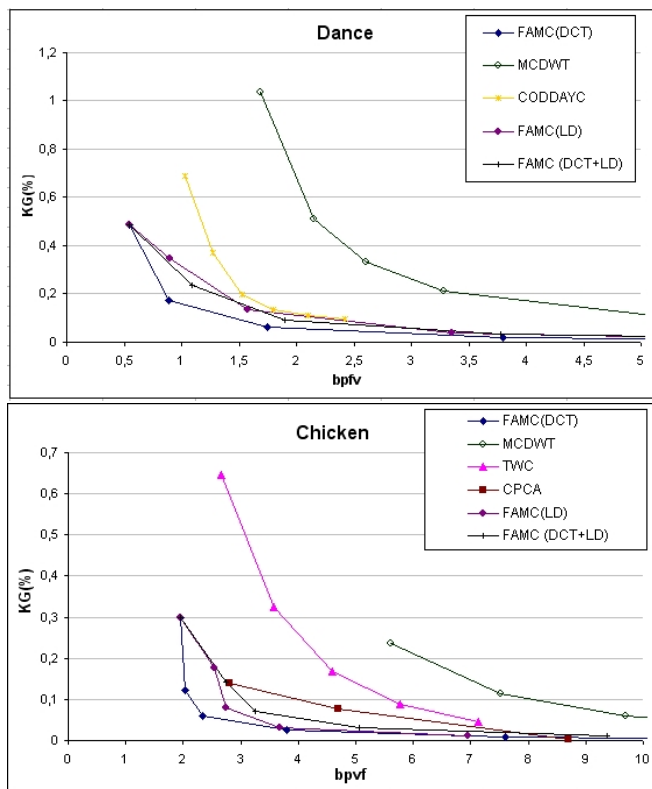 Dance
FAMC(DCT)
MCDWT
CODDAYC
FAMC(LD)
FAMC (DCT+LD)
1,2
1
0,8
0,6
0,4
0,2
0
KG(%)
0 0,5 1 1,5 2 2,5 3 3,5 4 4,5 5
bpfv
Chicken
FAMC(DCT)
MCDWT
TWC
CPCA
FAMC(LD)
FAMC (DCT+LD)
0,7
0,6
0,5
0,4
0,3
0,2
0,1
0
KG(%)
0 1 2 3 4 5 6 7 8 9 10
bpvf